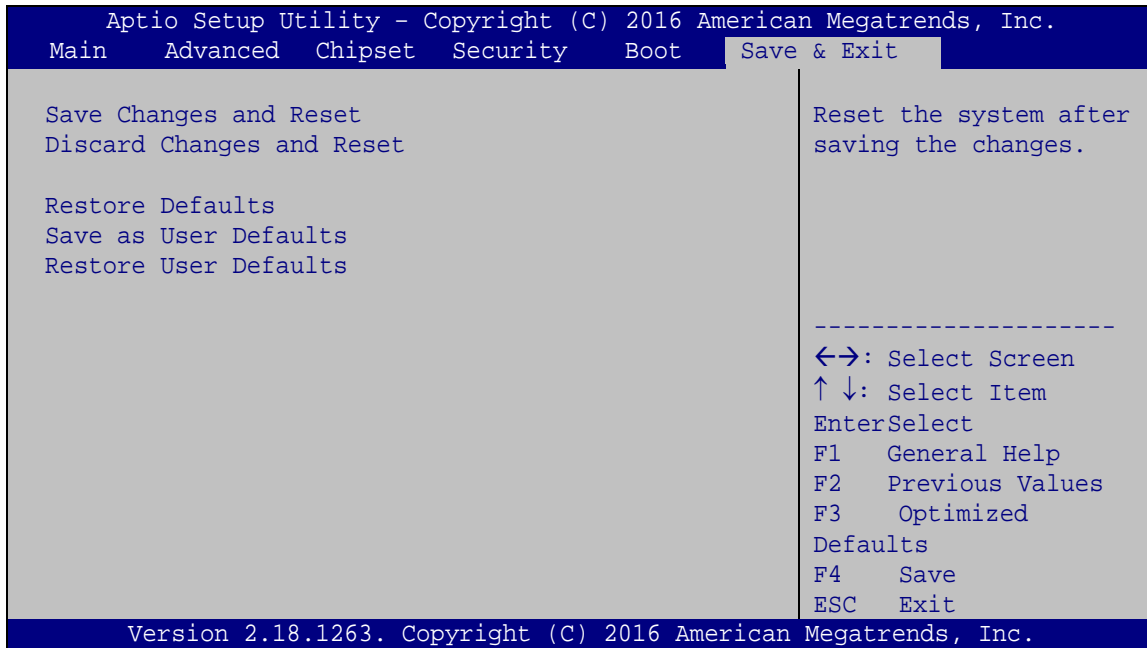 Aptio Setup Utility – Copyright (C) 2016 American Megatrends, Inc.
Main Advanced Chipset Security Boot Save & Exit
Save Changes and Reset
Discard Changes and Reset
Restore Defaults
Save as User Defaults
Restore User Defaults
Reset the system after
saving the changes.
---------------------
←→: Select Screen
↑ ↓: Select Item
EnterSelect
F1 General Help
F2 Previous Values
F3 Optimized
Defaults
F4 Save
ESC Exit
Version 2.18.1263. Copyright (C) 2016 American Megatrends, Inc.